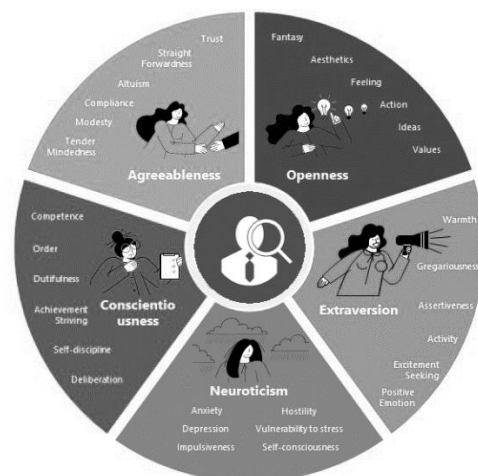 Trust
Straight
Forwardness
Altuism
Compliance
Modesty
Tender
Mindedness
Agreeableness
Fantasy
Aesthetics
Feeling
Action
Ideas
Values
Openness
Warmth
Gregariousness
Assertiveness
Activity
Excitement
Seeking
Positive
Emotion
Extraversion
Neuroticism
Anxiety
Hostility
Depression
Vulnerability to stress
Impulsiveness
Self-consciousness
Competence
Order
Dutifulness
Achievement
Striving
Self-discipline
Deliberation
Conscientio
usness